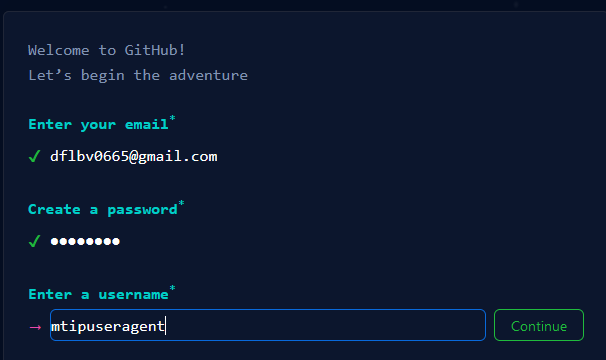 Welcome to GitHub!
Let’s begin the adventure
Enter your email*
✓ dflbv0665@gmail.com
Create a password*
✓ ●●●●●●●●
Enter a username*
→ mtipuseragent
Continue